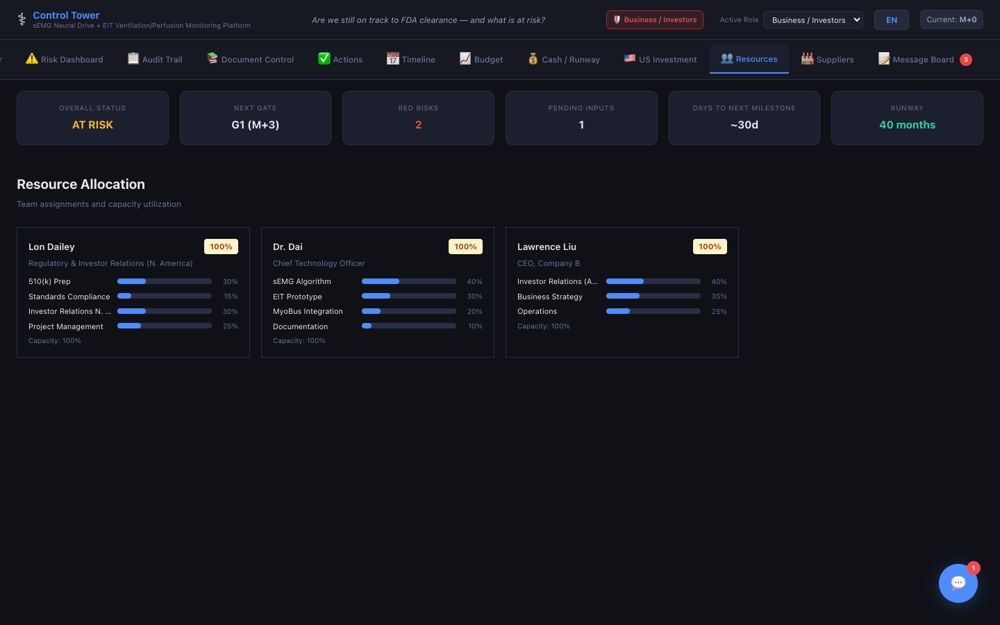 Control Tower
sEMG Neural Drive + EIT Ventilation/Perfusion Monitoring Platform
Are we still on track to FDA clearance — and what is at risk?
Business / Investors
Active Role
Business / Investors
EN
Current: M+0
r
Risk Dashboard
Audit Trail
Document Control
Actions
Timeline
Budget
Cash / Runway
US Investment
Resources
Suppliers
Message Board
3
OVERALL STATUS
AT RISK
NEXT GATE
G1 (M+3)
RED RISKS
2
PENDING INPUTS
1
DAYS TO NEXT MILESTONE
~30d
RUNWAY
40 months
Resource Allocation
Team assignments and capacity utilization
Lon Dailey
100%
Regulatory & Investor Relations (N. America)
510(k) Prep
30%
Standards Compliance
15%
Investor Relations N. ...
30%
Project Management
25%
Capacity: 100%
Dr. Dai
100%
Chief Technology Officer
sEMG Algorithm
40%
EIT Prototype
30%
MyoBus Integration
20%
Documentation
10%
Capacity: 100%
Lawrence Liu
100%
CEO, Company B
Investor Relations (A...
40%
Business Strategy
35%
Operations
25%
Capacity: 100%
1